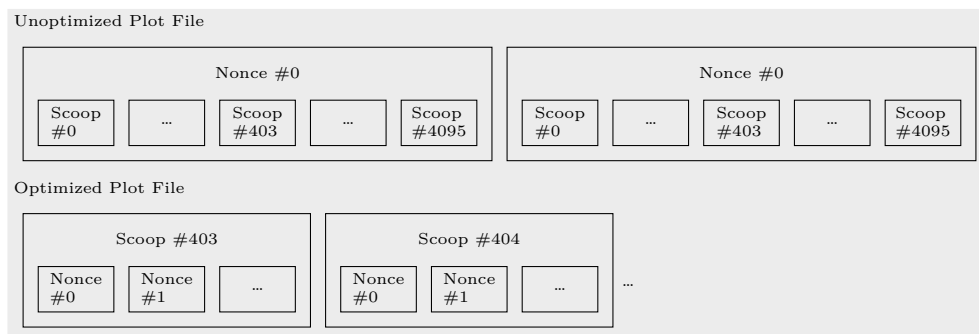 Unoptimized Plot File
Nonce #0
Scoop #0
...
Scoop #403
...
Scoop #4095
Nonce #0
Scoop #0
...
Scoop #403
...
Scoop #4095
Optimized Plot File
Scoop #403
Nonce #0
Nonce #1
...
Scoop #404
Nonce #0
Nonce #1
...
...